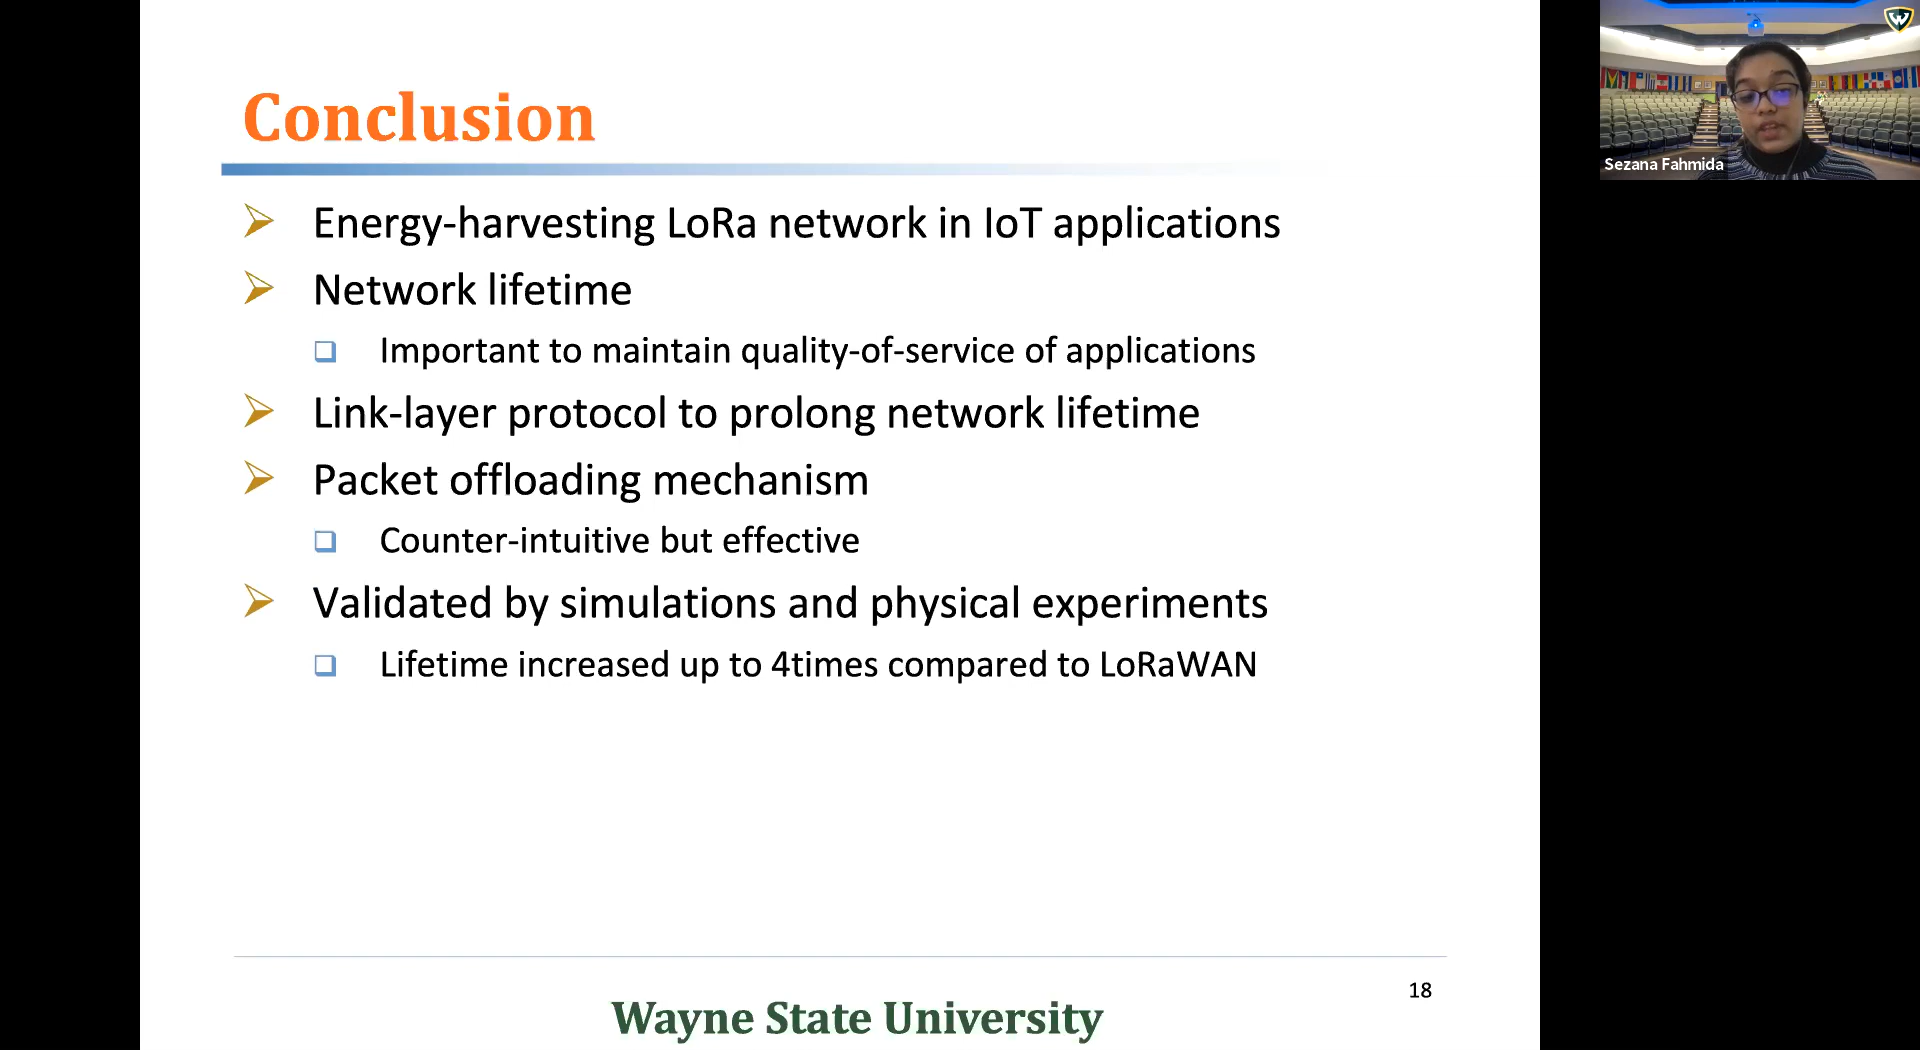 Conclusion
Energy-harvesting LoRa network in IoT applications
Network lifetime
Important to maintain quality-of-service of applications
Link-layer protocol to prolong network lifetime
Packet offloading mechanism
Counter-intuitive but effective
Validated by simulations and physical experiments
Lifetime increased up to 4times compared to LoRaWAN
18
Wayne State University
Sezana Fahmida
W